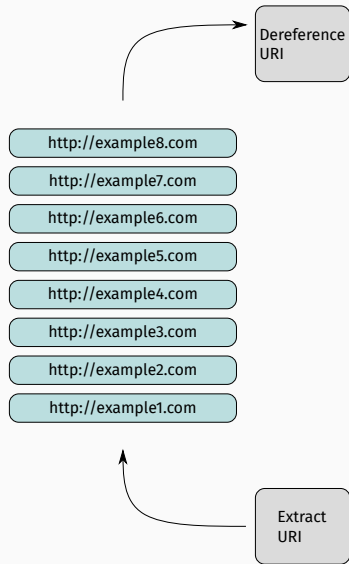 Dereference
URI
http://example8.com
http://example7.com
http://example6.com
http://example5.com
http://example4.com
http://example3.com
http://example2.com
http://example1.com
Extract
URI